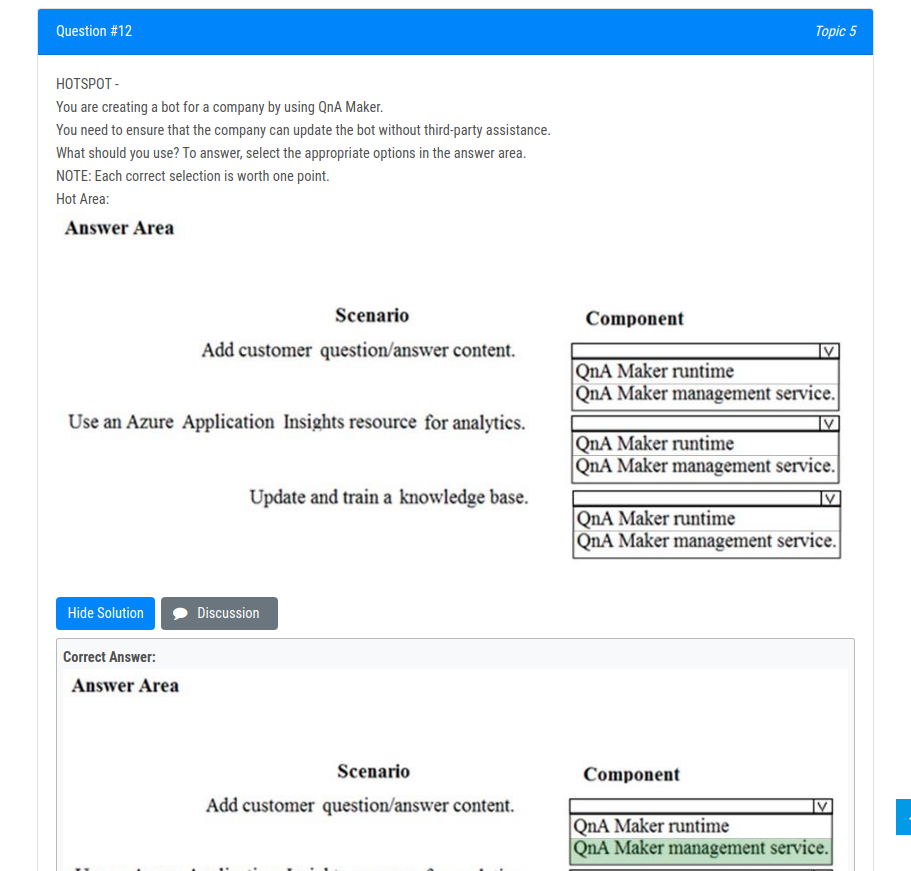 Question #12
Topic 5
HOTSPOT -
You are creating a bot for a company by using QnA Maker.
You need to ensure that the company can update the bot without third-party assistance.
What should you use? To answer, select the appropriate options in the answer area.
NOTE: Each correct selection is worth one point.
Hot Area:
Answer Area
Scenario
Component
Add customer question/answer content.
QnA Maker runtime
QnA Maker management service.
Use an Azure Application Insights resource for analytics.
QnA Maker runtime
QnA Maker management service.
Update and train a knowledge base.
QnA Maker runtime
QnA Maker management service.
Hide Solution
Discussion
Correct Answer:
Answer Area
Scenario
Component
Add customer question/answer content.
QnA Maker runtime
QnA Maker management service.